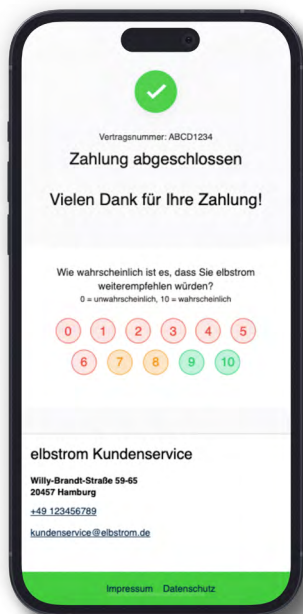 Vertragsnummer: ABCD1234
Zahlung abgeschlossen
Vielen Dank für Ihre Zahlung!
Wie wahrscheinlich ist es, dass Sie elbstrom
weiterempfehlen würden?
0 = unwahrscheinlich, 10 = wahrscheinlich
0 1 2 3 4 5
6 7 8 9 10
elbstrom Kundenservice
Willy-Brandt-Straße 59-65
20457 Hamburg
+49 123456789
kundenservice@elbstrom.de
Impressum Datenschutz